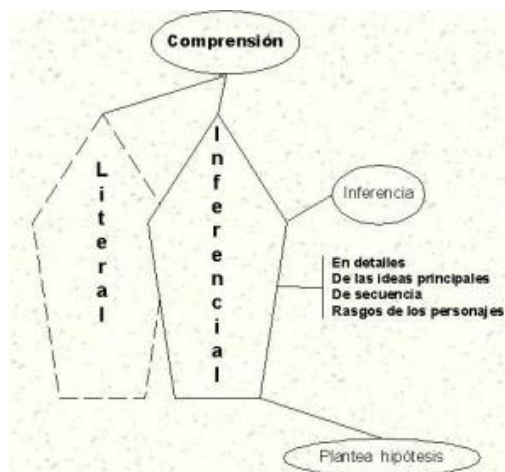 Comprensión
Literal
Inferencial
Inferencia
En detalles
De las ideas principales
De secuencia
Rasgos de los personajes
Plantea hipótesis